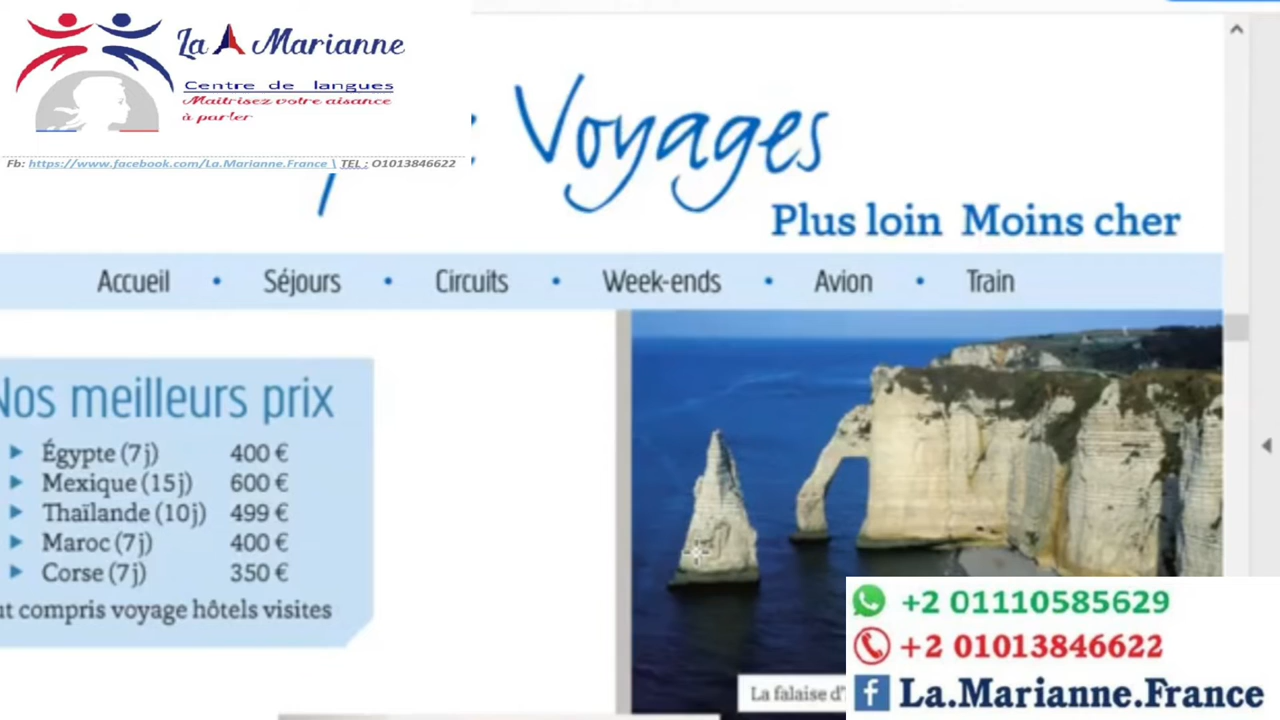 La Marianne
Centre de langues
Maîtrisez votre aisance
à parler
Fb: https://www.facebook.com/La.Marianne.France \ TEL : O1013846622
Voyages
Plus loin Moins cher
Accueil • Séjours • Circuits • Week-ends • Avion • Train
Nos meilleurs prix
Égypte (7j) 400 €
Mexique (15j) 600 €
Thaïlande (10j) 499 €
Maroc (7j) 400 €
Corse (7j) 350 €
compris voyage hôtels visites
La falaise
+2 01110585629
+2 01013846622
La.Marianne.France